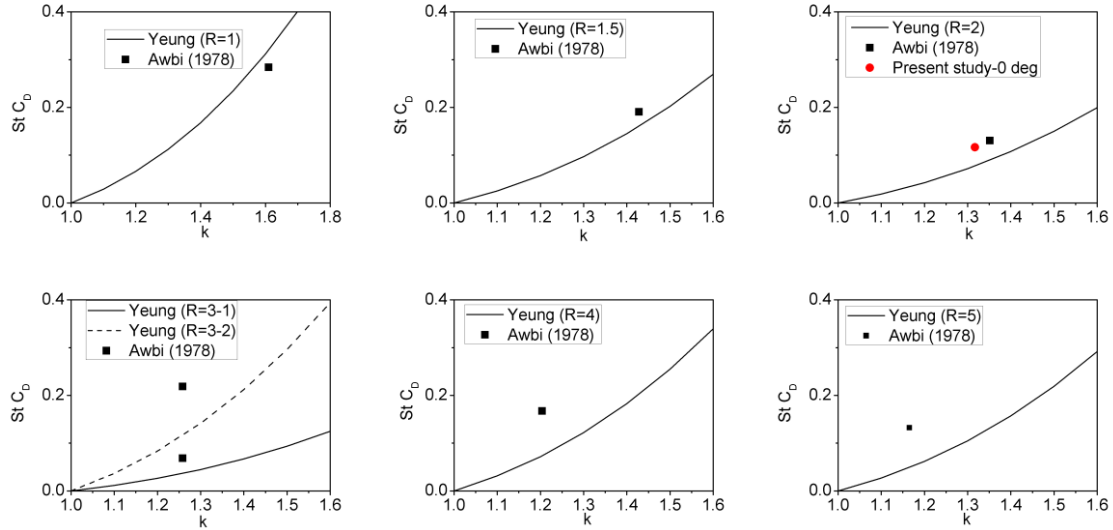 0.4
Yeung (R=1)
Awbi (1978)
0.2
St C_D
0.0
1.0 1.2 1.4 1.6 1.8
k
0.4
Yeung (R=1.5)
Awbi (1978)
0.2
St C_D
0.0
1.0 1.1 1.2 1.3 1.4 1.5 1.6
k
0.4
Yeung (R=2)
Awbi (1978)
Present study-0 deg
0.2
St C_D
0.0
1.0 1.1 1.2 1.3 1.4 1.5 1.6
k
0.4
Yeung (R=3-1)
Yeung (R=3-2)
Awbi (1978)
0.2
St C_D
0.0
1.0 1.1 1.2 1.3 1.4 1.5 1.6
k
0.4
Yeung (R=4)
Awbi (1978)
0.2
St C_D
0.0
1.0 1.1 1.2 1.3 1.4 1.5 1.6
k
0.4
Yeung (R=5)
Awbi (1978)
0.2
St C_D
0.0
1.0 1.1 1.2 1.3 1.4 1.5 1.6
k